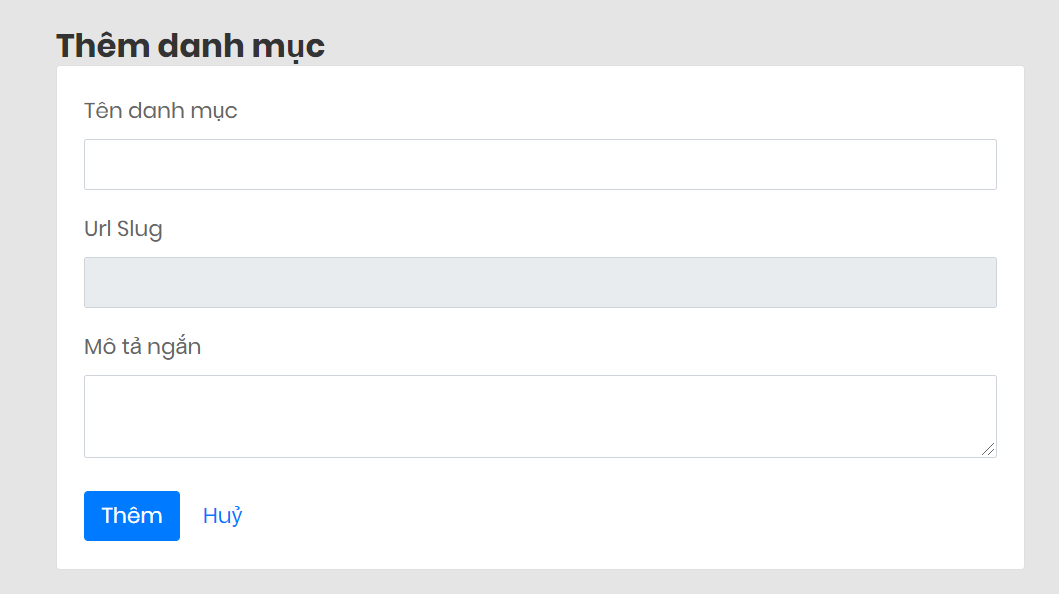 Thêm danh mục
Tên danh mục
Url Slug
Mô tả ngắn
Thêm Huỷ